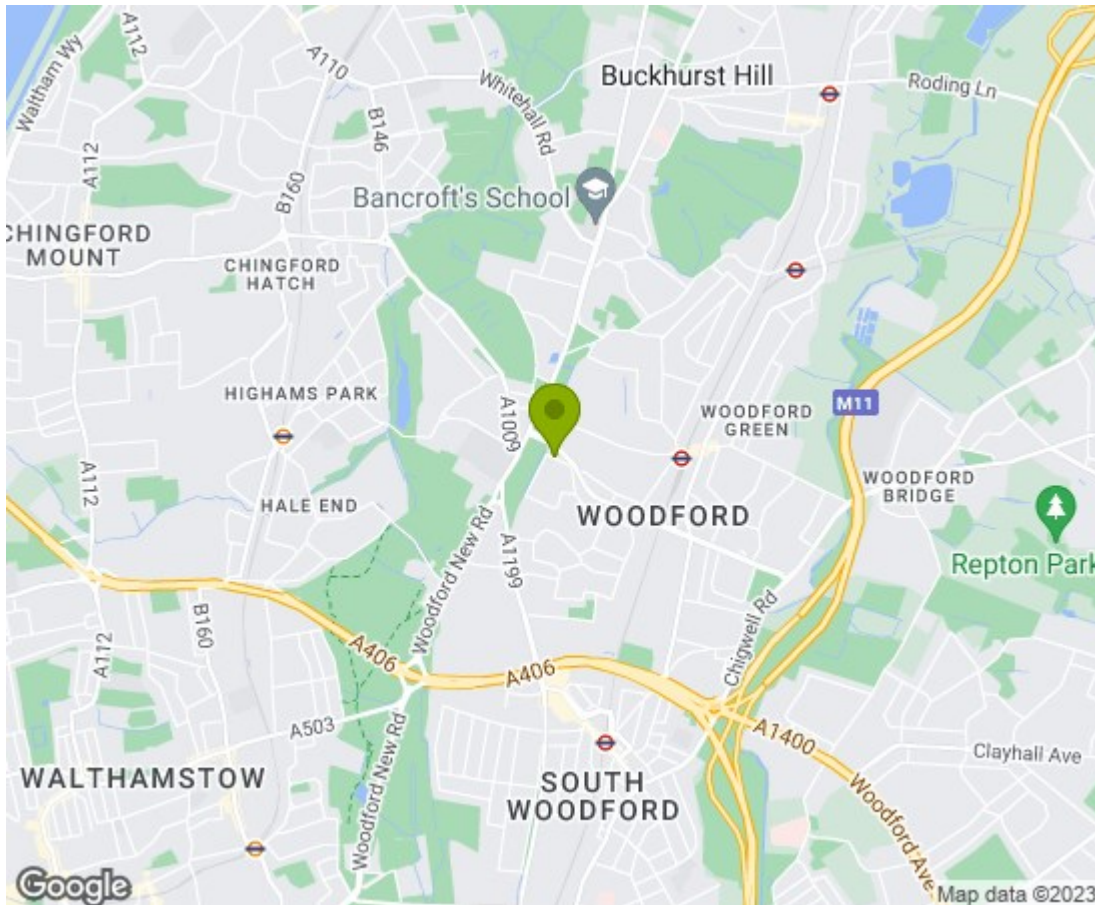 Waltham Wy
A112
A110
Whitehall Rd
Buckhurst Hill
Roding Ln
B146
A112
B160
Bancroft's School
CHINGFORD
MOUNT
CHINGFORD
HATCH
HIGHAMS PARK
A1009
M11
WOODFORD
GREEN
A112
HALE END
WOODFORD
BRIDGE
WOODFORD
Woodford New Rd
A1199
Repton Park
B160
A112
A406
Woodford New Rd
A406
Chigwell Rd
A503
A1400
Clayhall Ave
WALTHAMSTOW
SOUTH
WOODFORD
Woodford Ave
Google
Map data ©2023